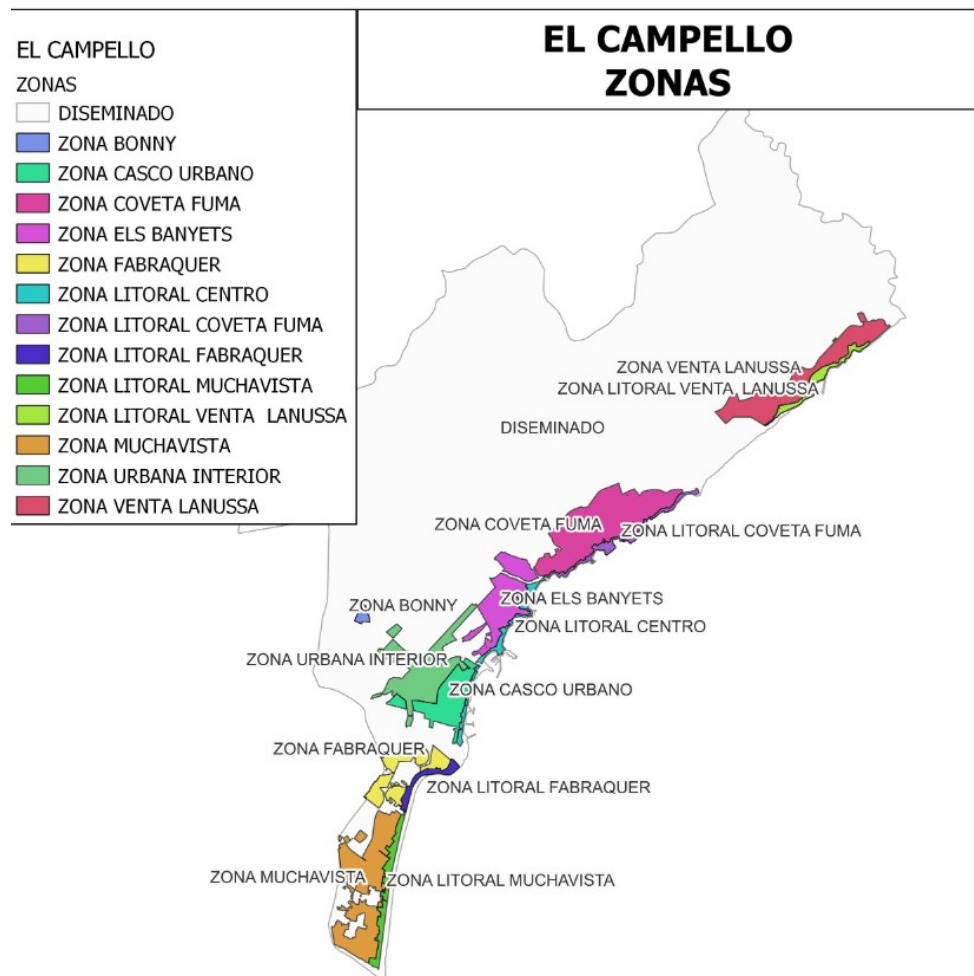 EL CAMPELLO
ZONAS
DISEMINADO
ZONA BONNY
ZONA CASCO URBANO
ZONA COVETA FUMA
ZONA ELS BANYETS
ZONA FABRAQUER
ZONA LITORAL CENTRO
ZONA LITORAL COVETA FUMA
ZONA LITORAL FABRAQUER
ZONA LITORAL MUCHAVISTA
ZONA LITORAL VENTA LANUSSA
ZONA MUCHAVISTA
ZONA URBANA INTERIOR
ZONA VENTA LANUSSA
EL CAMPELLO
ZONAS
ZONA VENTA LANUSSA
ZONA LITORAL VENTA LANUSSA
DISEMINADO
ZONA COVETA FUMA
ZONA LITORAL COVETA FUMA
ZONA ELS BANYETS
ZONA BONNY
ZONA LITORAL CENTRO
ZONA URBANA INTERIOR
ZONA CASCO URBANO
ZONA FABRAQUER
ZONA LITORAL FABRAQUER
ZONA MUCHAVISTA
ZONA LITORAL MUCHAVISTA